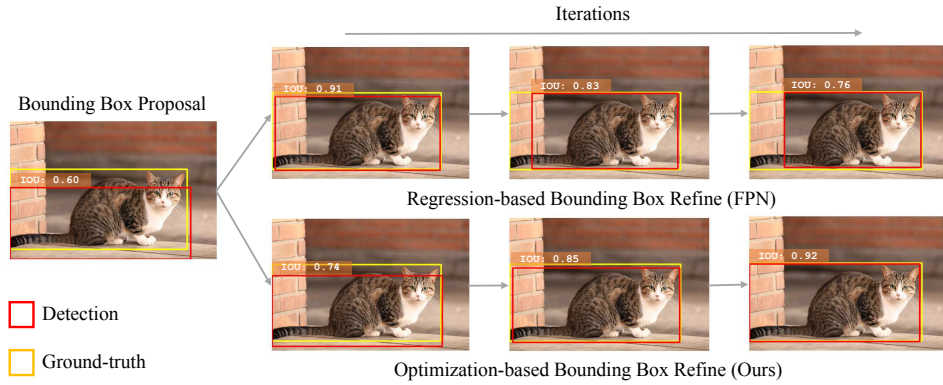 Iterations
Bounding Box Proposal
IOU: 0.60
IOU: 0.91
IOU: 0.83
IOU: 0.76
Regression-based Bounding Box Refine (FPN)
IOU: 0.74
IOU: 0.85
IOU: 0.92
Optimization-based Bounding Box Refine (Ours)
Detection
Ground-truth